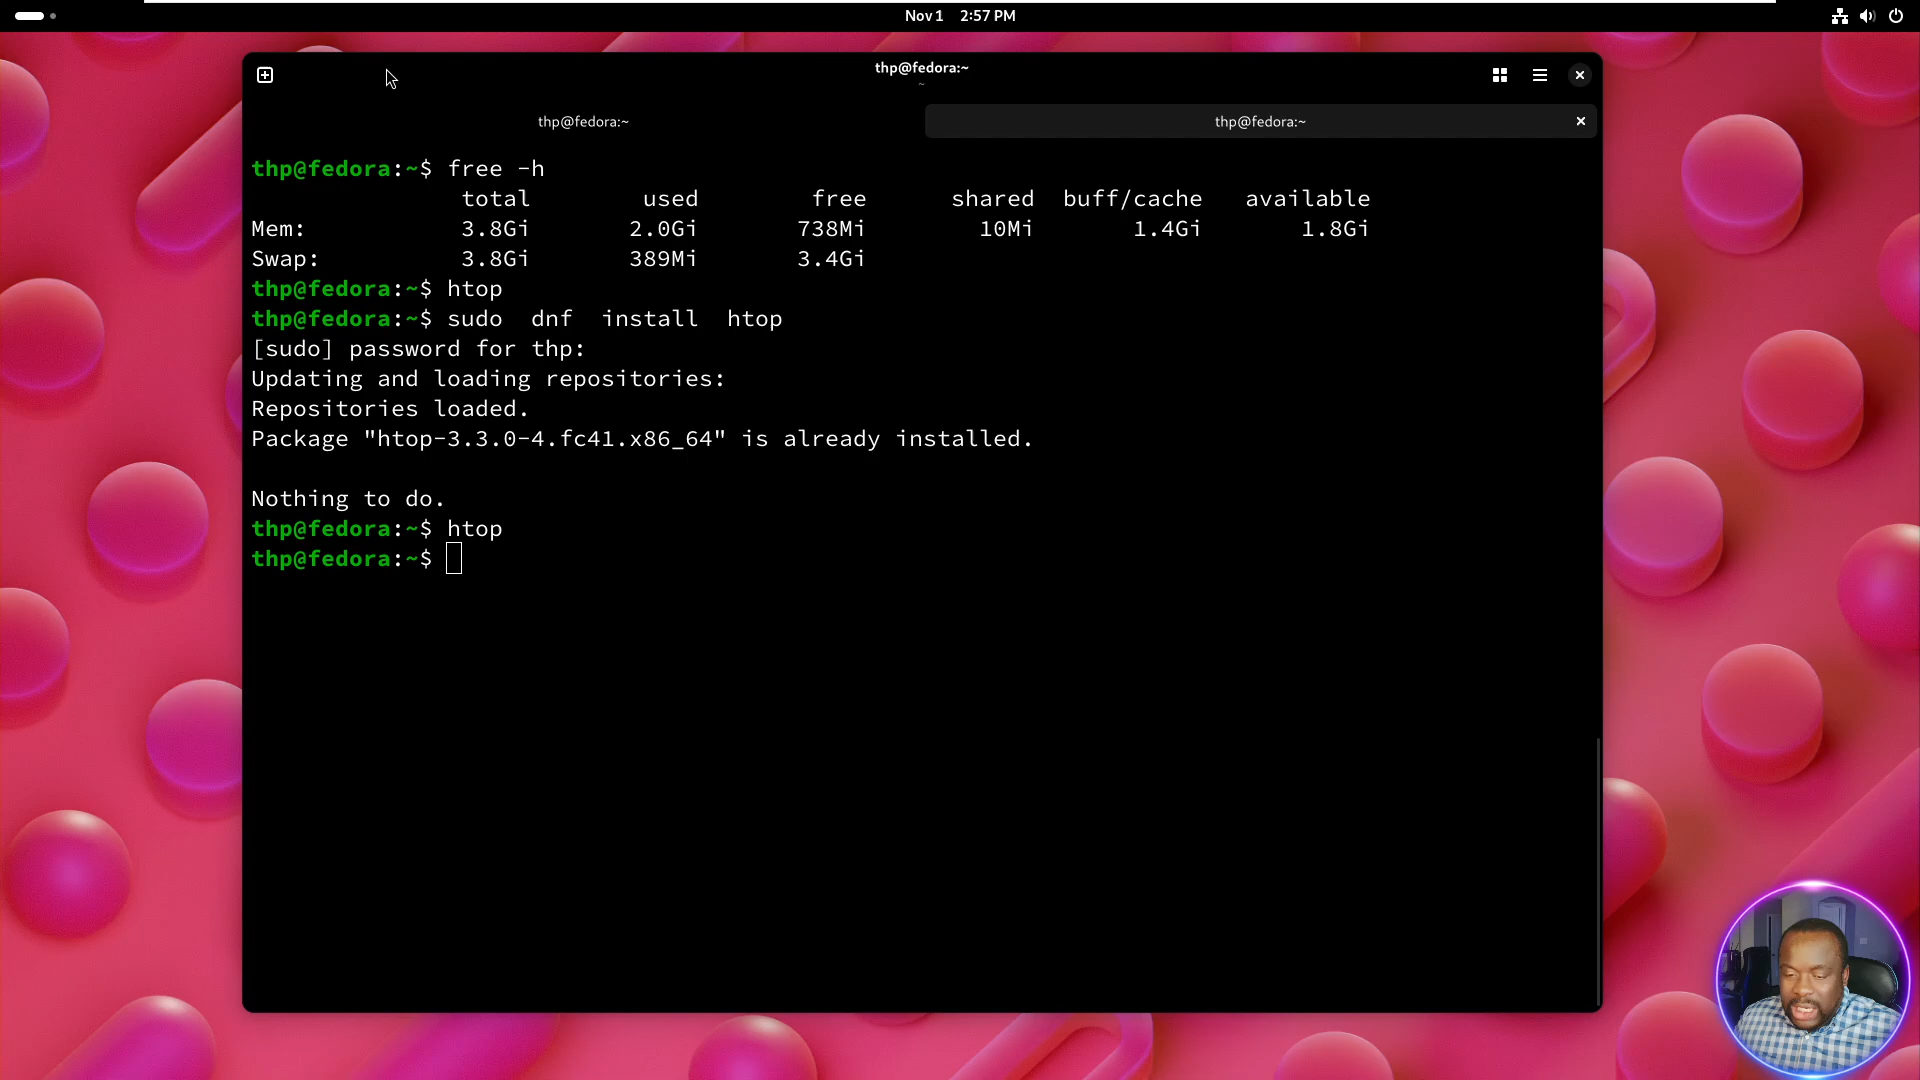 Nov 1 2:57 PM
thp@fedora:~
~
thp@fedora:~ thp@fedora:~
thp@fedora:~$ free -h
total used free shared buff/cache available
Mem: 3.8Gi 2.0Gi 738Mi 10Mi 1.4Gi 1.8Gi
Swap: 3.8Gi 389Mi 3.4Gi
thp@fedora:~$ htop
thp@fedora:~$ sudo dnf install htop
[sudo] password for thp:
Updating and loading repositories:
Repositories loaded.
Package "htop-3.3.0-4.fc41.x86_64" is already installed.
Nothing to do.
thp@fedora:~$ htop
thp@fedora:~$